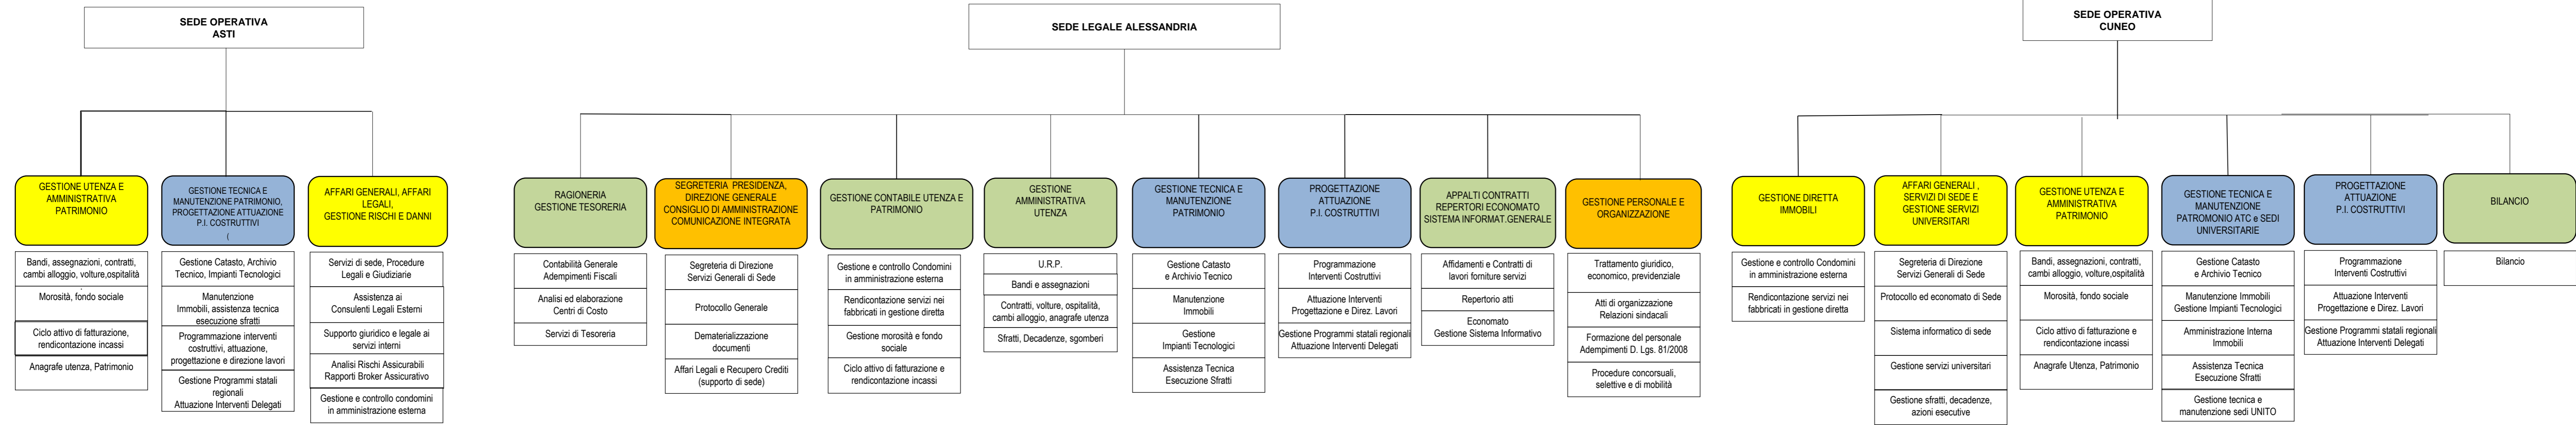 SEDE OPERATIVA
ASTI
GESTIONE UTENZA E
AMMINISTRATIVA
PATRIMONIO
Bandi, assegnazioni, contratti,
cambi alloggio, volture,ospitalità
Morosità, fondo sociale
Ciclo attivo di fatturazione,
rendicontazione incassi
Anagrafe utenza, Patrimonio
GESTIONE TECNICA E
MANUTENZIONE PATRIMONIO,
PROGETTAZIONE ATTUAZIONE
P.I. COSTRUTTIVI
(
Gestione Catasto, Archivio
Tecnico, Impianti Tecnologici
Manutenzione
Immobili, assistenza tecnica
esecuzione sfratti
Programmazione interventi
costruttivi, attuazione,
progettazione e direzione lavori
Gestione Programmi statali
regionali
Attuazione Interventi Delegati
AFFARI GENERALI, AFFARI
LEGALI,
GESTIONE RISCHI E DANNI
Servizi di sede, Procedure
Legali e Giudiziarie
Assistenza ai
Consulenti Legali Esterni
Supporto giuridico e legale ai
servizi interni
Analisi Rischi Assicurabili
Rapporti Broker Assicurativo
Gestione e controllo condomini
in amministrazione esterna
SEDE LEGALE ALESSANDRIA
RAGIONERIA
GESTIONE TESORERIA
Contabilità Generale
Adempimenti Fiscali
Analisi ed elaborazione
Centri di Costo
Servizi di Tesoreria
SEGRETERIA PRESIDENZA,
DIREZIONE GENERALE
CONSIGLIO DI AMMINISTRAZIONE
COMUNICAZIONE INTEGRATA
Segreteria di Direzione
Servizi Generali di Sede
Protocollo Generale
Dematerializzazione
documenti
Affari Legali e Recupero Crediti
(supporto di sede)
GESTIONE CONTABILE UTENZA E
PATRIMONIO
Gestione e controllo Condomini
in amministrazione esterna
Rendicontazione servizi nei
fabbricati in gestione diretta
Gestione morosità e fondo
sociale
Ciclo attivo di fatturazione e
rendicontazione incassi
GESTIONE
AMMINISTRATIVA
UTENZA
U.R.P.
Bandi e assegnazioni
Contratti, volture, ospitalità,
cambi alloggio, anagrafe utenza
Sfratti, Decadenze, sgomberi
GESTIONE TECNICA E
MANUTENZIONE
PATRIMONIO
Gestione Catasto
e Archivio Tecnico
Manutenzione
Immobili
Gestione
Impianti Tecnologici
Assistenza Tecnica
Esecuzione Sfratti
PROGETTAZIONE
ATTUAZIONE
P.I. COSTRUTTIVI
Programmazione
Interventi Costruttivi
Attuazione Interventi
Progettazione e Direz. Lavori
Gestione Programmi statali regionali
Attuazione Interventi Delegati
APPALTI CONTRATTI
REPERTORI ECONOMATO
SISTEMA INFORMAT.GENERALE
Affidamenti e Contratti di
lavori forniture servizi
Repertorio atti
Economato
Gestione Sistema Informativo
GESTIONE PERSONALE E
ORGANIZZAZIONE
Trattamento giuridico,
economico, previdenziale
Atti di organizzazione
Relazioni sindacali
Formazione del personale
Adempimenti D. Lgs. 81/2008
Procedure concorsuali,
selettive e di mobilità
SEDE OPERATIVA
CUNEO
GESTIONE DIRETTA
IMMOBILI
Gestione e controllo Condomini
in amministrazione esterna
Rendicontazione servizi nei
fabbricati in gestione diretta
AFFARI GENERALI ,
SERVIZI DI SEDE E
GESTIONE SERVIZI
UNIVERSITARI
Segreteria di Direzione
Servizi Generali di Sede
Protocollo ed economato di Sede
Sistema informatico di sede
Gestione servizi universitari
Gestione sfratti, decadenze,
azioni esecutive
GESTIONE UTENZA E
AMMINISTRATIVA
PATRIMONIO
Bandi, assegnazioni, contratti,
cambi alloggio, volture,ospitalità
Morosità, fondo sociale
Ciclo attivo di fatturazione e
rendicontazione incassi
Anagrafe Utenza, Patrimonio
GESTIONE TECNICA E
MANUTENZIONE
PATROMONIO ATC e SEDI
UNIVERSITARIE
Gestione Catasto
e Archivio Tecnico
Manutenzione Immobili
Gestione Impianti Tecnologici
Amministrazione Interna
Immobili
Assistenza Tecnica
Esecuzione Sfratti
Gestione tecnica e
manutenzione sedi UNITO
PROGETTAZIONE
ATTUAZIONE
P.I. COSTRUTTIVI
Programmazione
Interventi Costruttivi
Attuazione Interventi
Progettazione e Direz. Lavori
Gestione Programmi statali regionali
Attuazione Interventi Delegati
BILANCIO
Bilancio